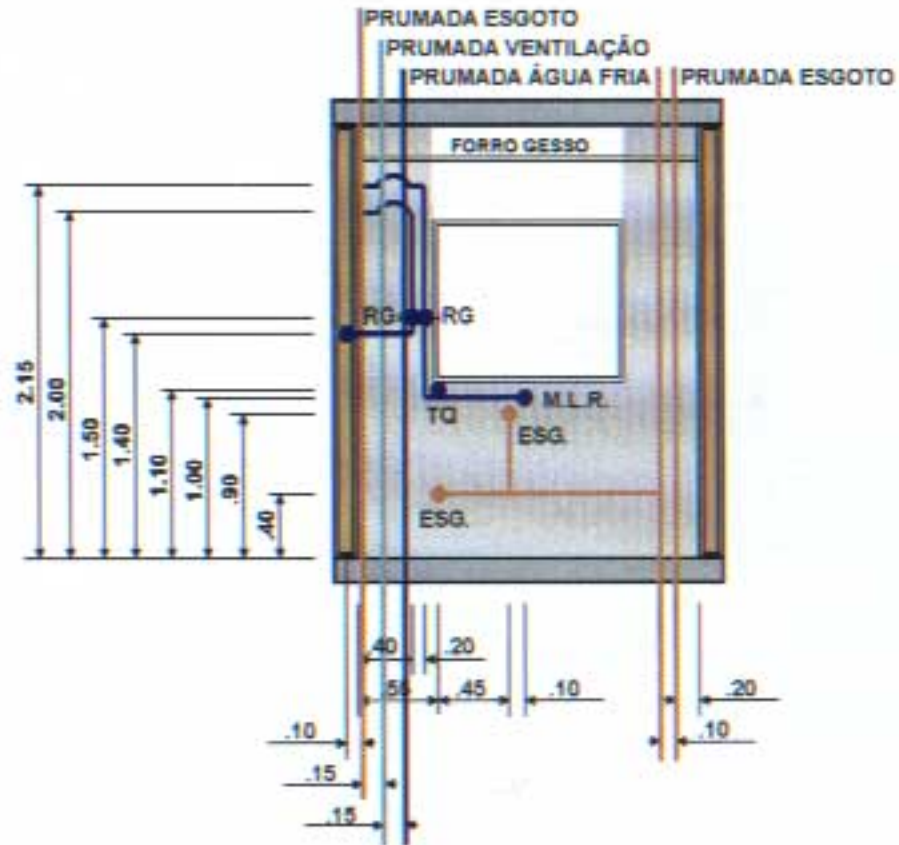 PRUMADA ESGOTO
PRUMADA VENTILAÇÃO
PRUMADA ÁGUA FRIA
PRUMADA ESGOTO
FORRO GESSO
RG
RG
TQ
M.L.R.
ESG.
ESG.
2.15
2.00
1.50
1.40
1.10
1.00
.90
.40
.40
.20
.55
.45
.10
.20
.10
.10
.15
.15